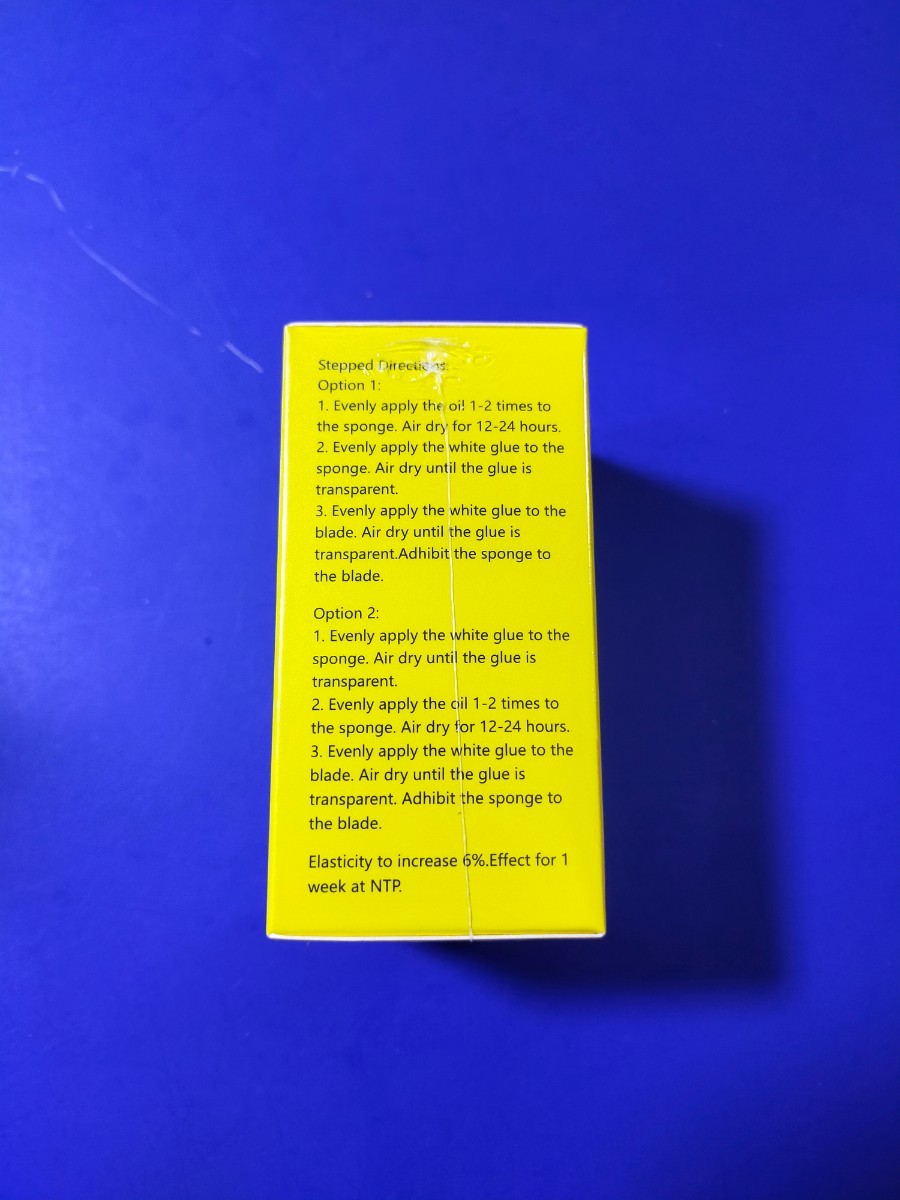 Stepped Directions:
Option 1:
1. Evenly apply the oil 1-2 times to
the sponge. Air dry for 12-24 hours.
2. Evenly apply the white glue to the
sponge. Air dry until the glue is
transparent.
3. Evenly apply the white glue to the
blade. Air dry until the glue is
transparent.Adhibit the sponge to
the blade.
Option 2:
1. Evenly apply the white glue to the
sponge. Air dry until the glue is
transparent.
2. Evenly apply the oil 1-2 times to
the sponge. Air dry for 12-24 hours.
3. Evenly apply the white glue to the
blade. Air dry until the glue is
transparent. Adhibit the sponge to
the blade.
Elasticity to increase 6%.Effect for 1
week at NTP.